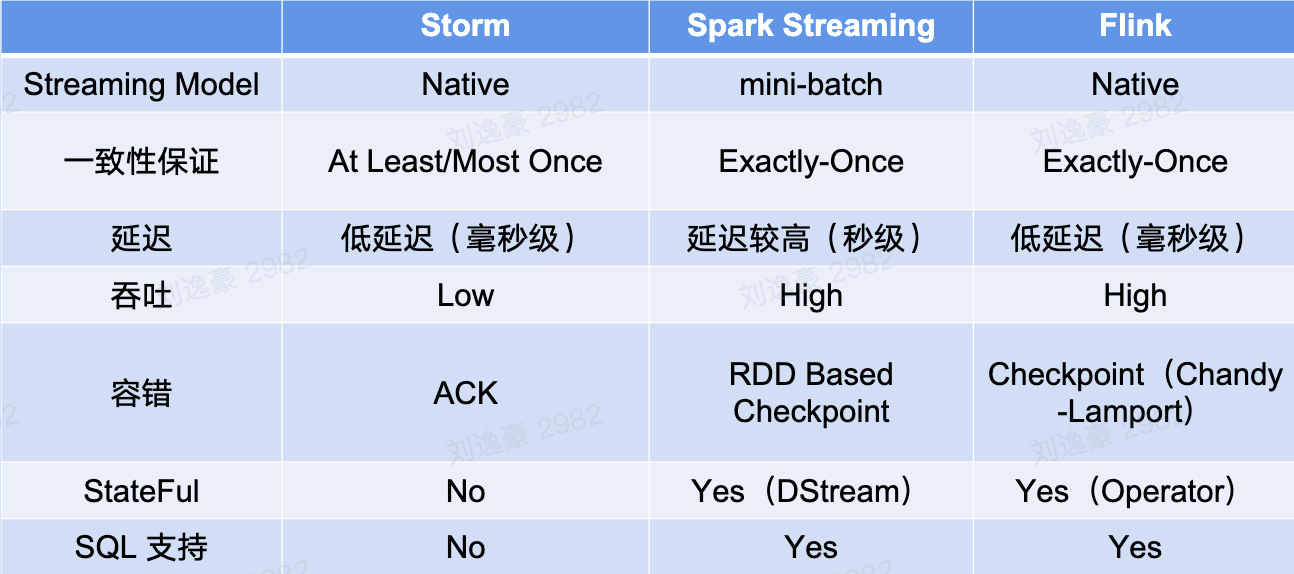 Storm Spark Streaming Flink
Streaming Model Native mini-batch Native
一致性保证 At Least/Most Once Exactly-Once Exactly-Once
延迟 低延迟（毫秒级） 延迟较高（秒级） 低延迟（毫秒级）
吞吐 Low High High
容错 ACK RDD Based Checkpoint Checkpoint（Chandy-Lamport）
StateFul No Yes（DStream） Yes（Operator）
SQL 支持 No Yes Yes
刘逸豪 2982
刘逸豪 2982
刘逸豪 2982
刘逸豪 2982
刘逸豪 2982
刘逸豪 2982